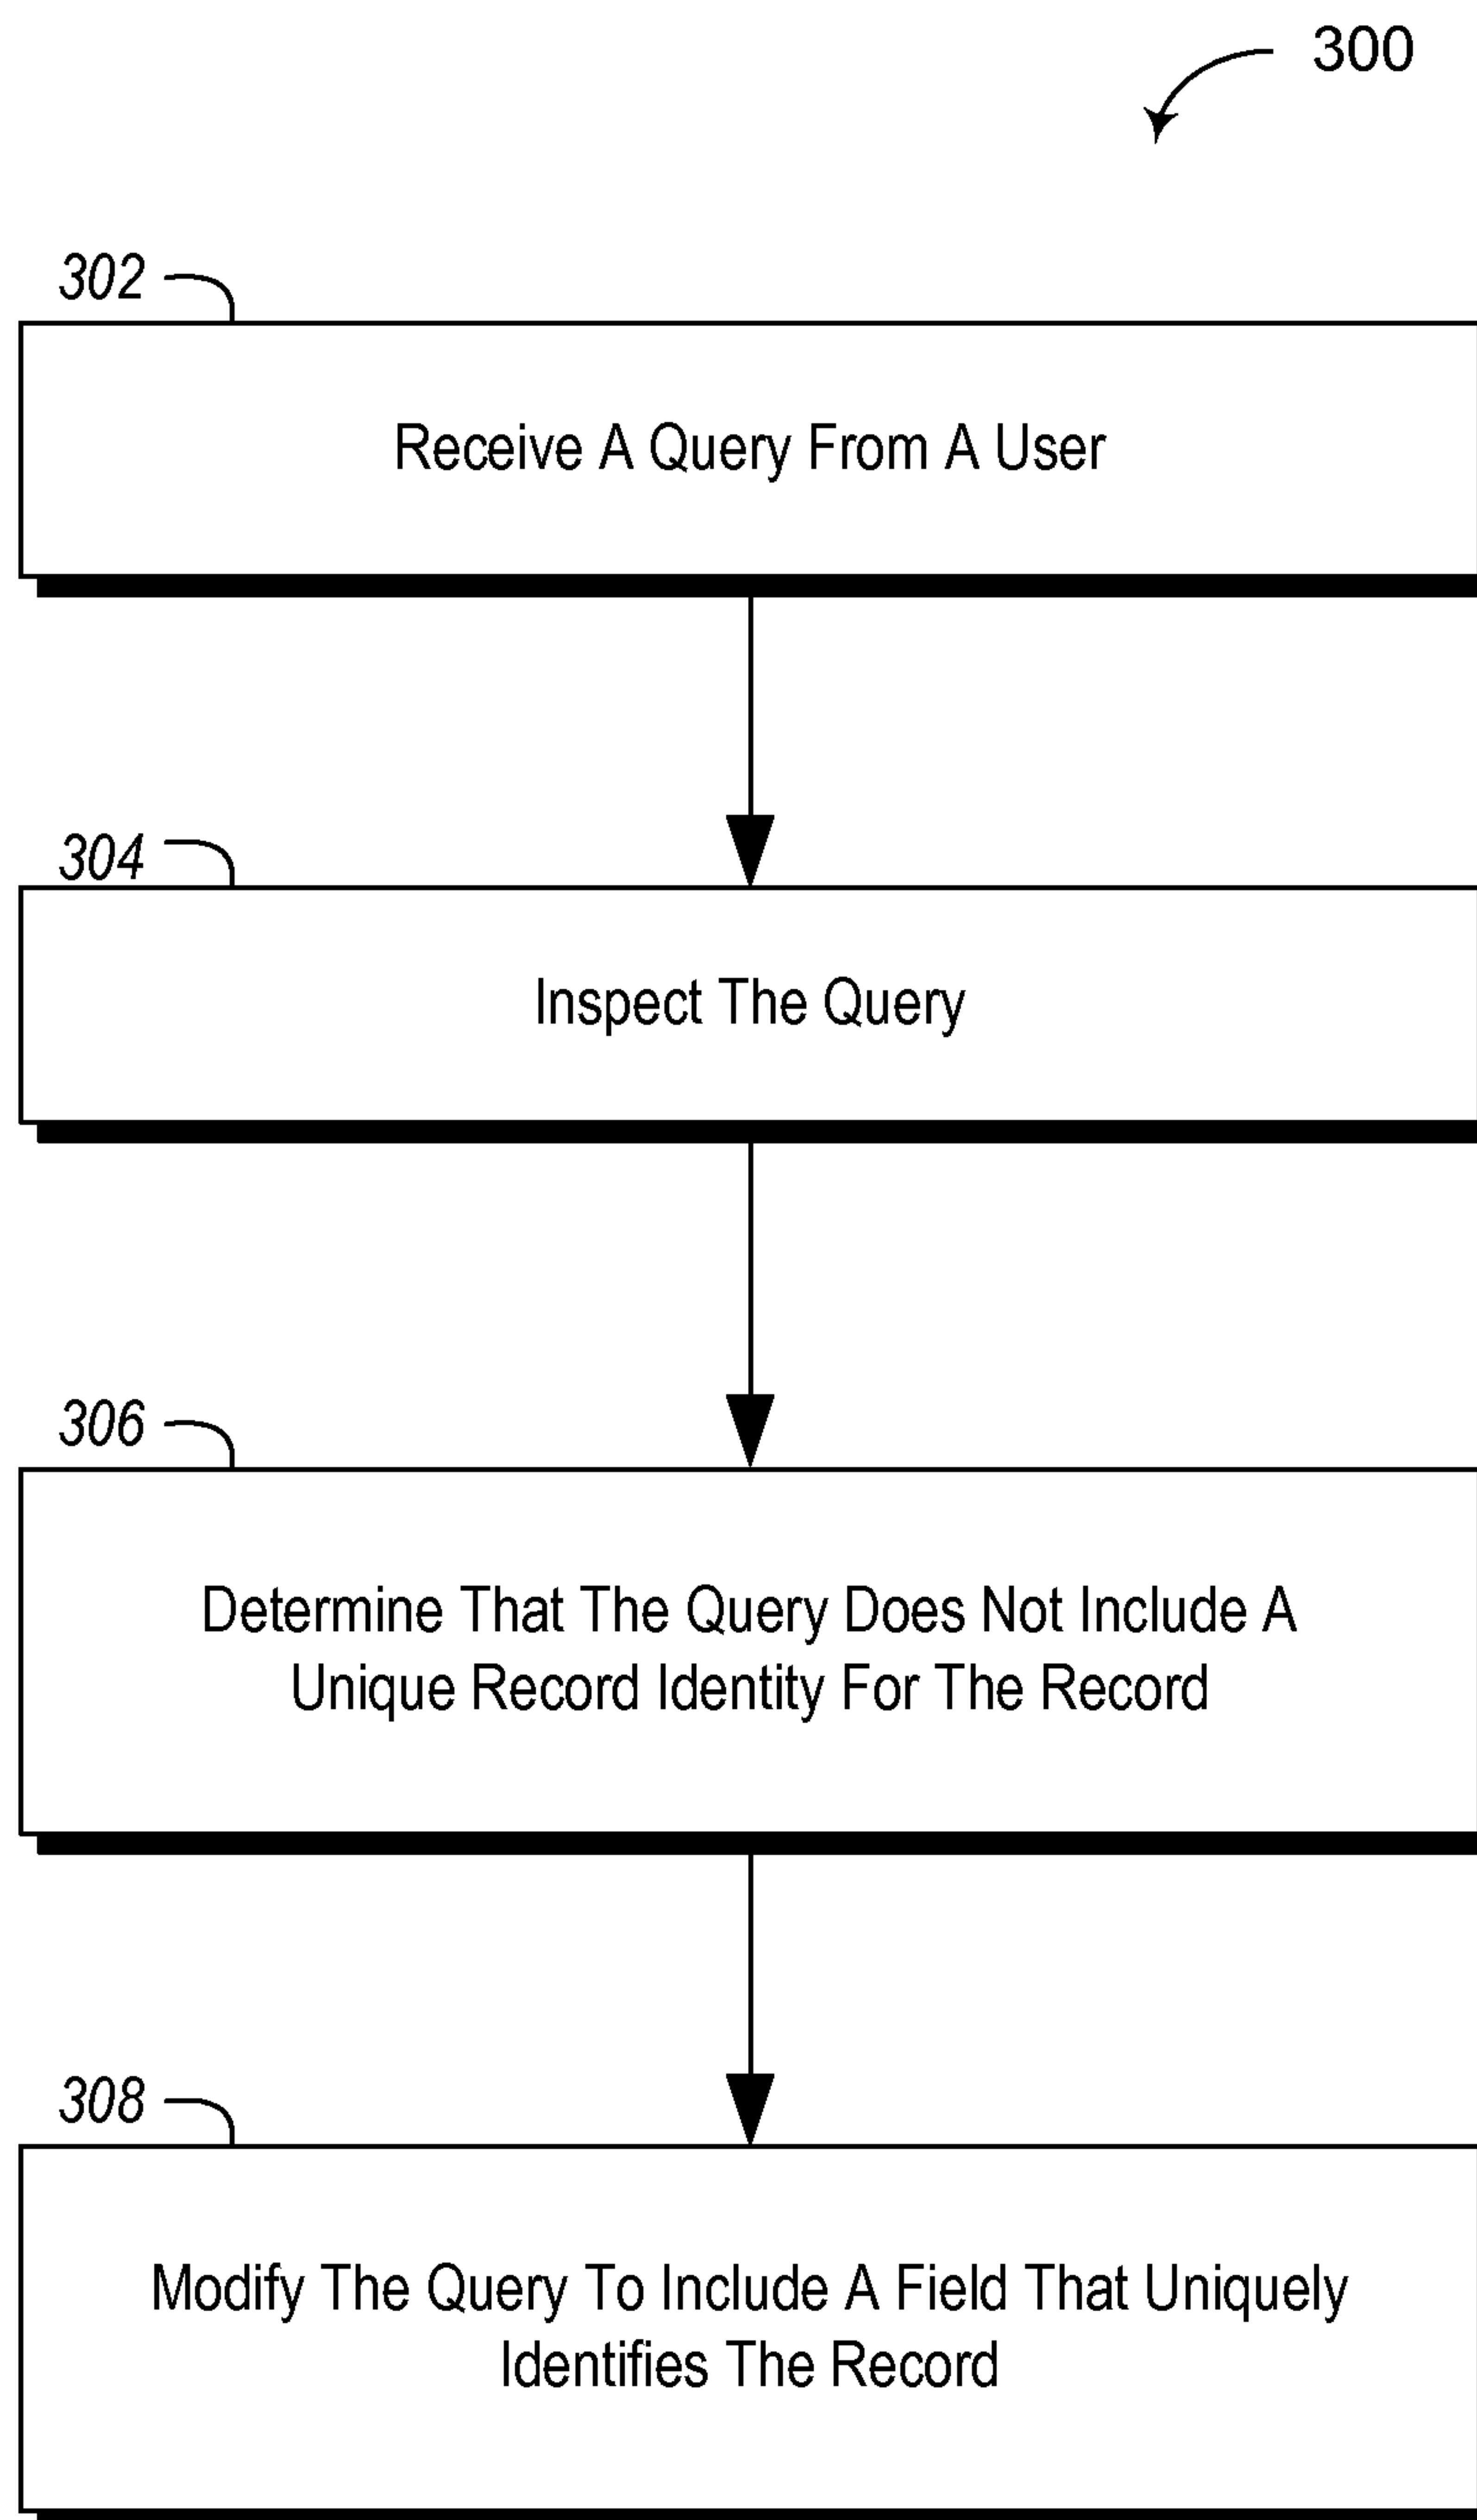 300
302
Receive A Query From A User
304
Inspect The Query
306
Determine That The Query Does Not Include A
Unique Record Identity For The Record
308
Modify The Query To Include A Field That Uniquely
Identifies The Record